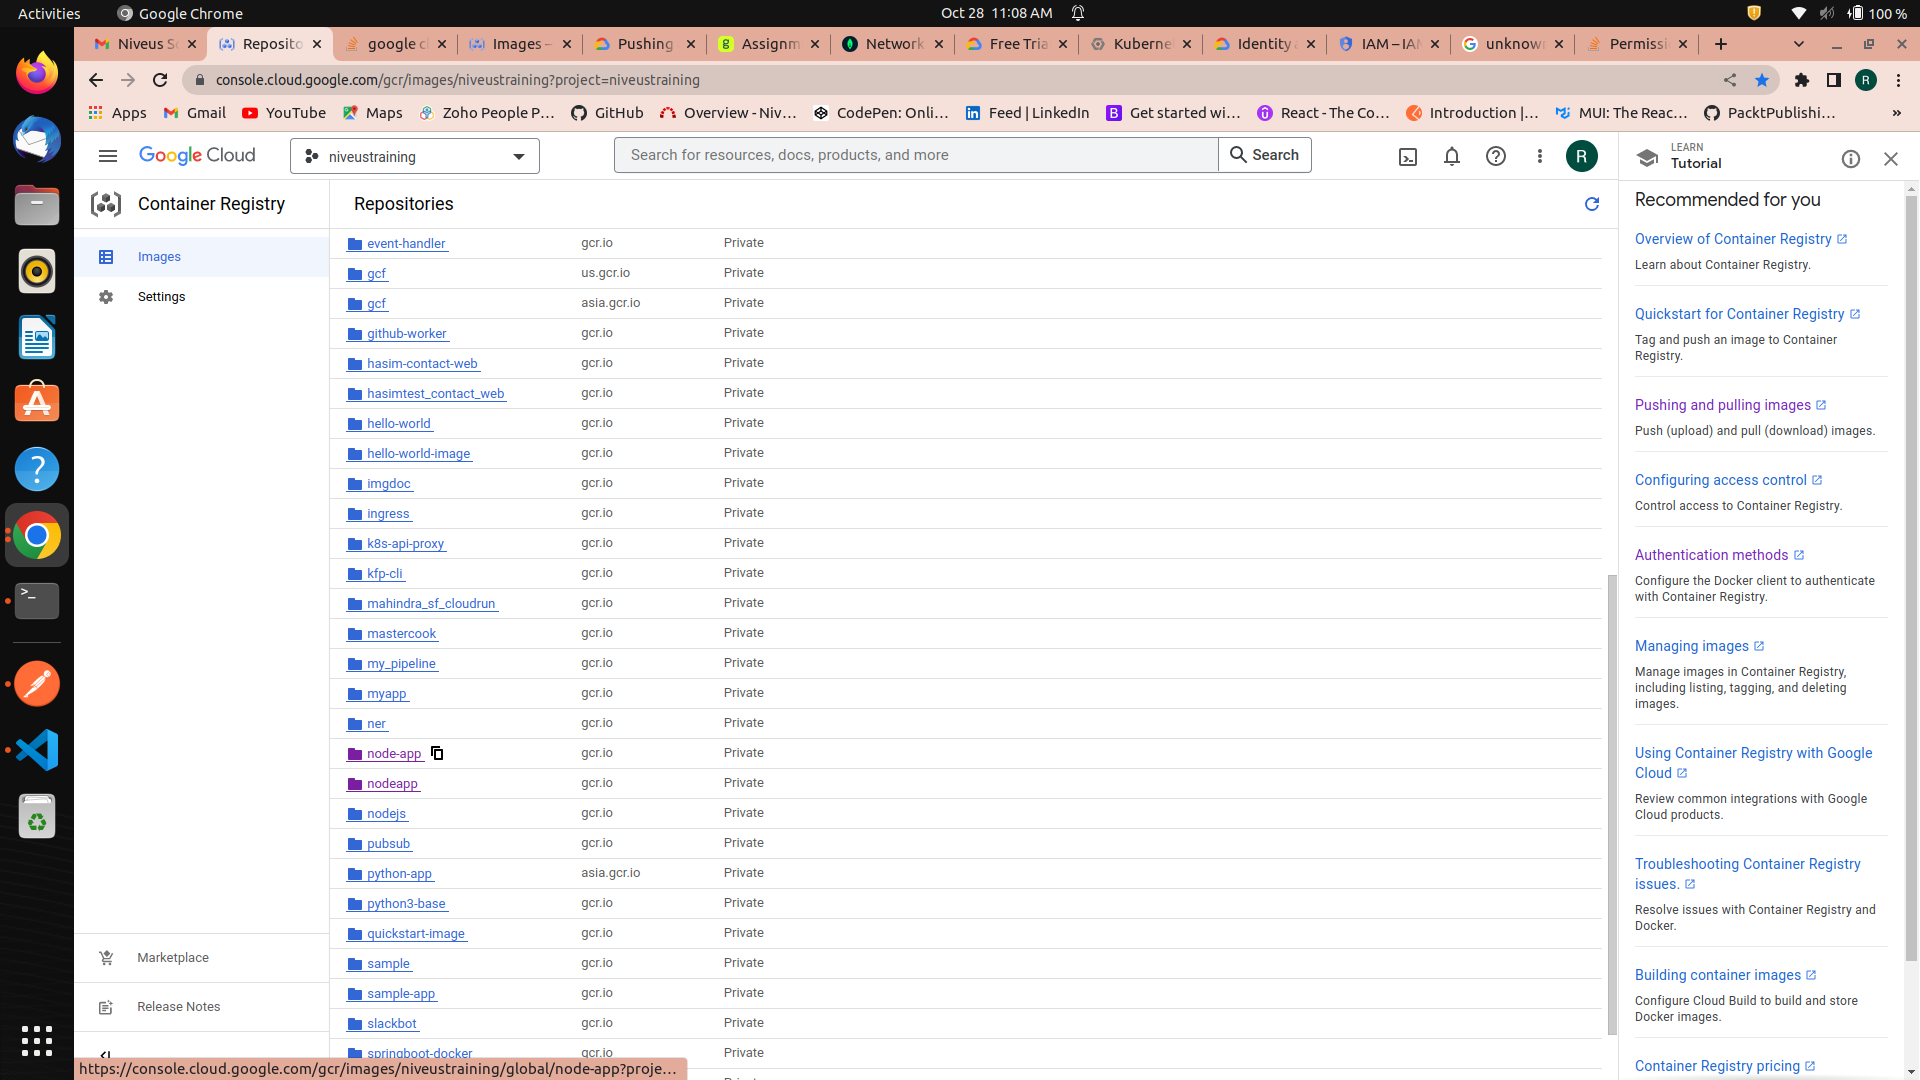 Activities
Google Chrome
Oct 28 11:08 AM
100 %
Niveus S
Reposito
google c
Images -
Pushing
Assignm
Network
Free Tria
Kuberne
Identity
IAM – IA
unknow
Permissi
console.cloud.google.com/gcr/images/niveustraining?project=niveustraining
R
Apps
Gmail
YouTube
Maps
Zoho People P…
GitHub
Overview - Niv…
CodePen: Onli…
Feed | LinkedIn
Get started wi…
React - The Co…
Introduction |…
MUI: The Reac…
PacktPublishi…
»
Google Cloud
niveustraining
Search for resources, docs, products, and more
Search
R
LEARN
Tutorial
Container Registry
Images
Settings
Marketplace
Release Notes
Repositories
event-handler gcr.io Private
gcf us.gcr.io Private
gcf asia.gcr.io Private
github-worker gcr.io Private
hasim-contact-web gcr.io Private
hasimtest_contact_web gcr.io Private
hello-world gcr.io Private
hello-world-image gcr.io Private
imgdoc gcr.io Private
ingress gcr.io Private
k8s-api-proxy gcr.io Private
kfp-cli gcr.io Private
mahindra_sf_cloudrun gcr.io Private
mastercook gcr.io Private
my_pipeline gcr.io Private
myapp gcr.io Private
ner gcr.io Private
node-app gcr.io Private
nodeapp gcr.io Private
nodejs gcr.io Private
pubsub gcr.io Private
python-app asia.gcr.io Private
python3-base gcr.io Private
quickstart-image gcr.io Private
sample gcr.io Private
sample-app gcr.io Private
slackbot gcr.io Private
springboot-docker gcr.io Private
https://console.cloud.google.com/gcr/images/niveustraining/global/node-app?proje…
Recommended for you
Overview of Container Registry
Learn about Container Registry.
Quickstart for Container Registry
Tag and push an image to Container
Registry.
Pushing and pulling images
Push (upload) and pull (download) images.
Configuring access control
Control access to Container Registry.
Authentication methods
Configure the Docker client to authenticate
with Container Registry.
Managing images
Manage images in Container Registry,
including listing, tagging, and deleting
images.
Using Container Registry with Google
Cloud
Review common integrations with Google
Cloud products.
Troubleshooting Container Registry
issues.
Resolve issues with Container Registry and
Docker.
Building container images
Configure Cloud Build to build and store
Docker images.
Container Registry pricing